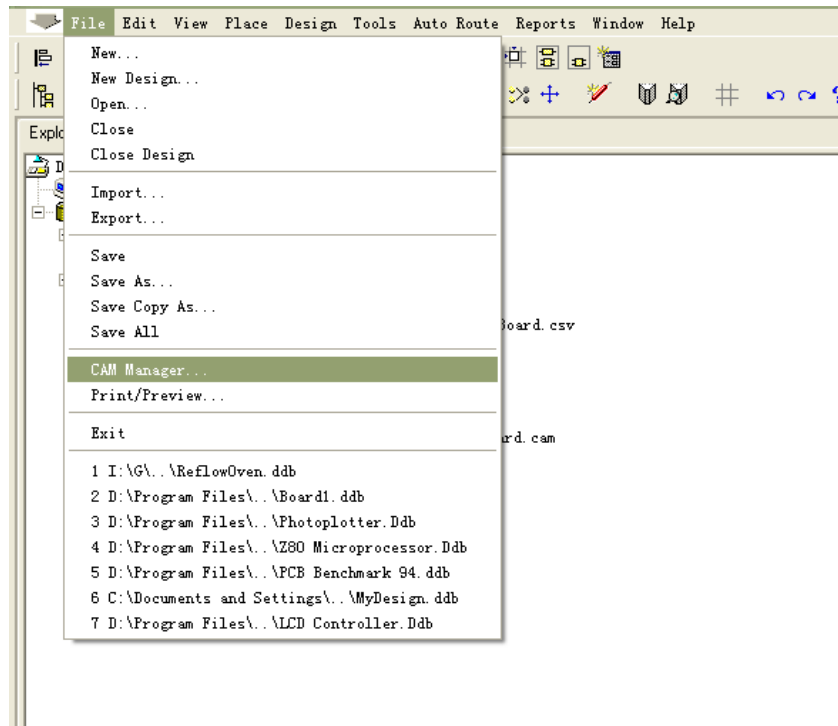 File Edit View Place Design Tools Auto Route Reports Window Help
New...
New Design...
Open...
Close
Close Design
Import...
Export...
Save
Save As...
Save Copy As...
Save All
CAM Manager...
Print/Preview...
Exit
1 I:\G\..\ReflowOven.ddb
2 D:\Program Files\..\Board1.ddb
3 D:\Program Files\..\Photoplotter.Ddb
4 D:\Program Files\..\Z80 Microprocessor.Ddb
5 D:\Program Files\..\PCB Benchmark 94.ddb
6 C:\Documents and Settings\..\MyDesign.ddb
7 D:\Program Files\..\LCD Controller.Ddb
Explo
D
oard.csv
rd.cam